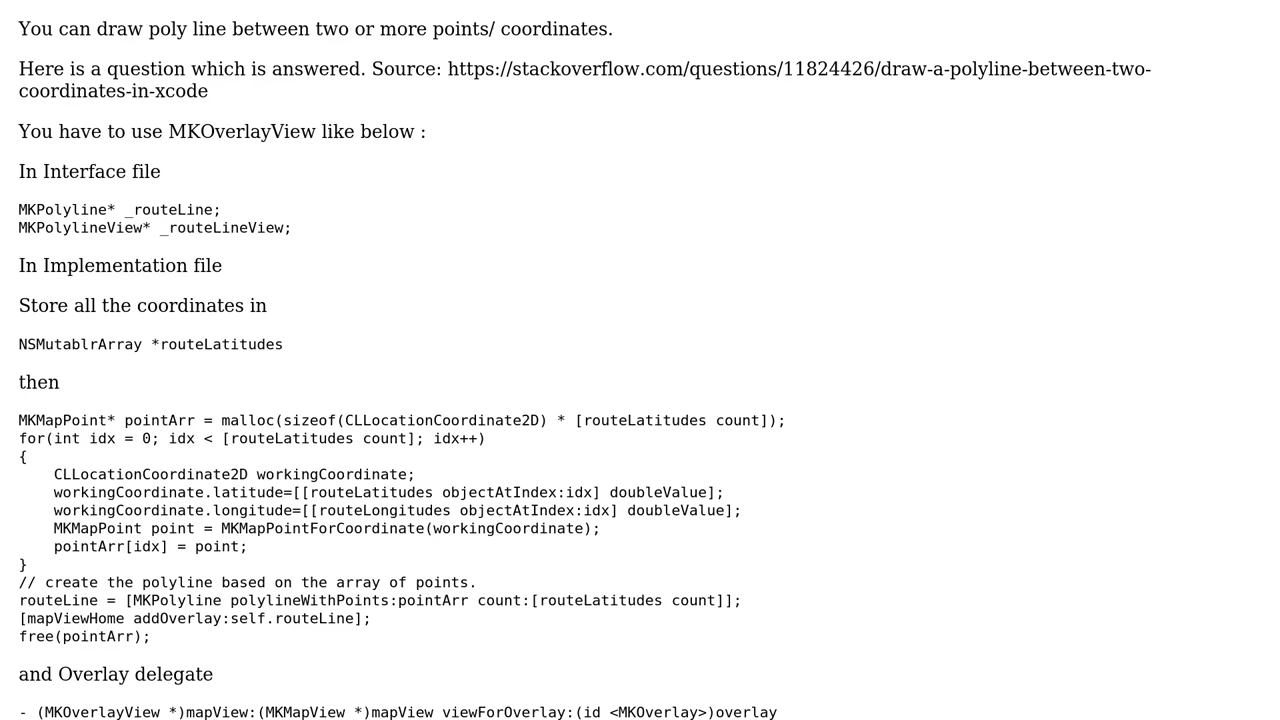 You can draw poly line between two or more points/ coordinates.
Here is a question which is answered. Source: https://stackoverflow.com/questions/11824426/draw-a-polyline-between-two-
coordinates-in-xcode
You have to use MKOverlayView like below :
In Interface file
MKPolyline* _routeLine;
MKPolylineView* _routeLineView;
In Implementation file
Store all the coordinates in
NSMutablrArray *routeLatitudes
then
MKMapPoint* pointArr = malloc(sizeof(CLLocationCoordinate2D) * [routeLatitudes count]);
for(int idx = 0; idx < [routeLatitudes count]; idx++)
{
    CLLocationCoordinate2D workingCoordinate;
    workingCoordinate.latitude=[[routeLatitudes objectAtIndex:idx] doubleValue];
    workingCoordinate.longitude=[[routeLongitudes objectAtIndex:idx] doubleValue];
    MKMapPoint point = MKMapPointForCoordinate(workingCoordinate);
    pointArr[idx] = point;
}
// create the polyline based on the array of points.
routeLine = [MKPolyline polylineWithPoints:pointArr count:[routeLatitudes count]];
[mapViewHome addOverlay:self.routeLine];
free(pointArr);
and Overlay delegate
- (MKOverlayView *)mapView:(MKMapView *)mapView viewForOverlay:(id <MKOverlay>)overlay